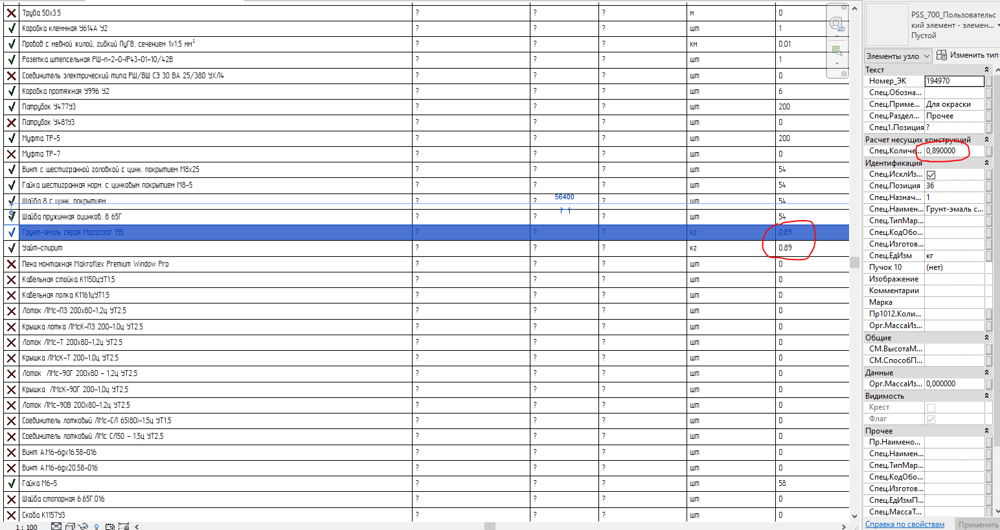 Труба 50х3.5 ? ? ? м 0
Коробка клеммная У614А У2 ? ? ? шт 1
Провод с медной жилой, гибкий ПуГВ, сечением 1х1,5 мм² ? ? ? км 0,01
Розетка штепсельная РШ-п-2-0-IP43-01-10/42В ? ? ? шт 1
Соединитель электрический типа РШ/ВШ СЭ 30 ВА 25/380 УХЛ4 ? ? ? шт 0
Коробка протяжная У996 У2 ? ? ? шт 6
Патрубок У477У3 ? ? ? шт 200
Патрубок У481У3 ? ? ? шт 0
Муфта ТР-5 ? ? ? шт 200
Муфта ТР-7 ? ? ? шт 0
Винт с шестигранной головкой с цинк. покрытием М8х25 ? ? ? шт 54
Гайка шестигранная норм. с цинковым покрытием М8-5 ? ? ? шт 54
56400
Шайба 8 с цинк. покрытием ? ? ? шт 54
Шайба пружинная оцинков. 8 65Г ? ? ? шт 54
Грунт-эмаль серая Masscoat 155 ? ? ? кг 0,89
Уайт-спирит ? ? ? кг 0,89
Пена монтажная Makroflex Premium Window Pro ? ? ? шт 0
Кабельная стойка К1150цУТ1,5 ? ? ? шт 0
Кабельная полка К1161цУТ1,5 ? ? ? шт 0
Лоток ЛМс-ПЗ 200х80-1,2ц УТ2,5 ? ? ? шт 0
Крышка лотка ЛМсК-ПЗ 200-1,0ц УТ2,5 ? ? ? шт 0
Лоток ЛМс-Т 200х80-1,2ц УТ2,5 ? ? ? шт 0
Крышка ЛМсК-Т 200-1,0ц УТ2,5 ? ? ? шт 0
Лоток ЛМс-90Г 200х80 - 1,2ц УТ2,5 ? ? ? шт 0
Крышка ЛМсК-90Г 200-1,0ц УТ2,5 ? ? ? шт 0
Лоток ЛМс-90В 200х80-1,2ц УТ2,5 ? ? ? шт 0
Соединитель лотковый ЛМс-СЛ 65(80)-1,5ц УТ1,5 ? ? ? шт 0
Соединитель лотковый ЛМс СЛ50 - 1,5ц УТ2,5 ? ? ? шт 0
Винт А.М6-6gх16.58-016 ? ? ? шт 0
Винт А.М6-6gх20.58-016 ? ? ? шт 0
Гайка М6-5 ? ? ? шт 58
Шайба стопорная 6.65Г.016 ? ? ? шт 0
Скоба К1157У3 ? ? ? шт 0
1 : 100
2D
PSS_700_Пользовательс
кий элемент - элемен...
Пустой
Элементы узло
Изменить тип
Текст
Номер_ЭК 194970
Спец.Обозна...
Спец.Приме... Для окраски
Спец.Раздел... Прочее
Спец1.Позиция ?
Расчет несущих конструкций
Спец.Количе... 0,890000
Идентификация
Спец.ИсклИз...
Спец.Позиция 36
Спец.Назнач... 1
Спец.Наимен... Грунт-эмаль с...
Спец.ТипМар...
Спец.КодОбо...
Спец.Изготов...
Спец.ЕдИзм кг
Пучок 10 (нет)
Изображение
Комментарии
Марка
Пр1012.Коли...
Орг.МассаИз...
Общие
СМ.ВысотаМ...
СМ.СпособП...
Данные
Орг.МассаИз... 0,000000
Видимость
Крест
Флаг
Прочее
Пр.Наимено...
Спец.Наимен...
Спец.ТипМар...
Спец.КодОбо...
Спец.Изготов...
Спец.ЕдИзмП...
Спец.МассаТ...
Справка по свойствам
Применить